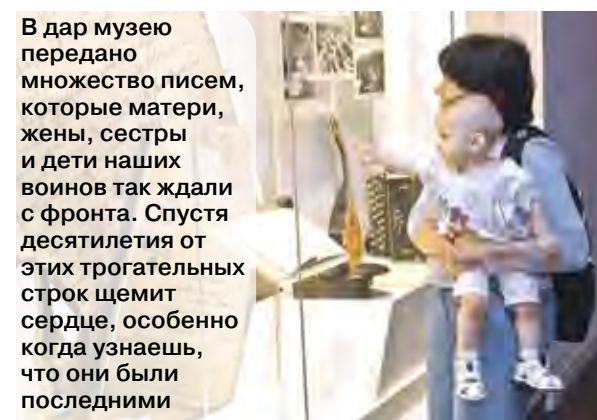 В дар музею
передано
множество писем,
которые матери,
жены, сестры
и дети наших
воинов так ждали
с фронта. Спустя
десятилетия от
этих трогательных
строк щемит
сердце, особенно
когда узнаешь,
что они были
последними